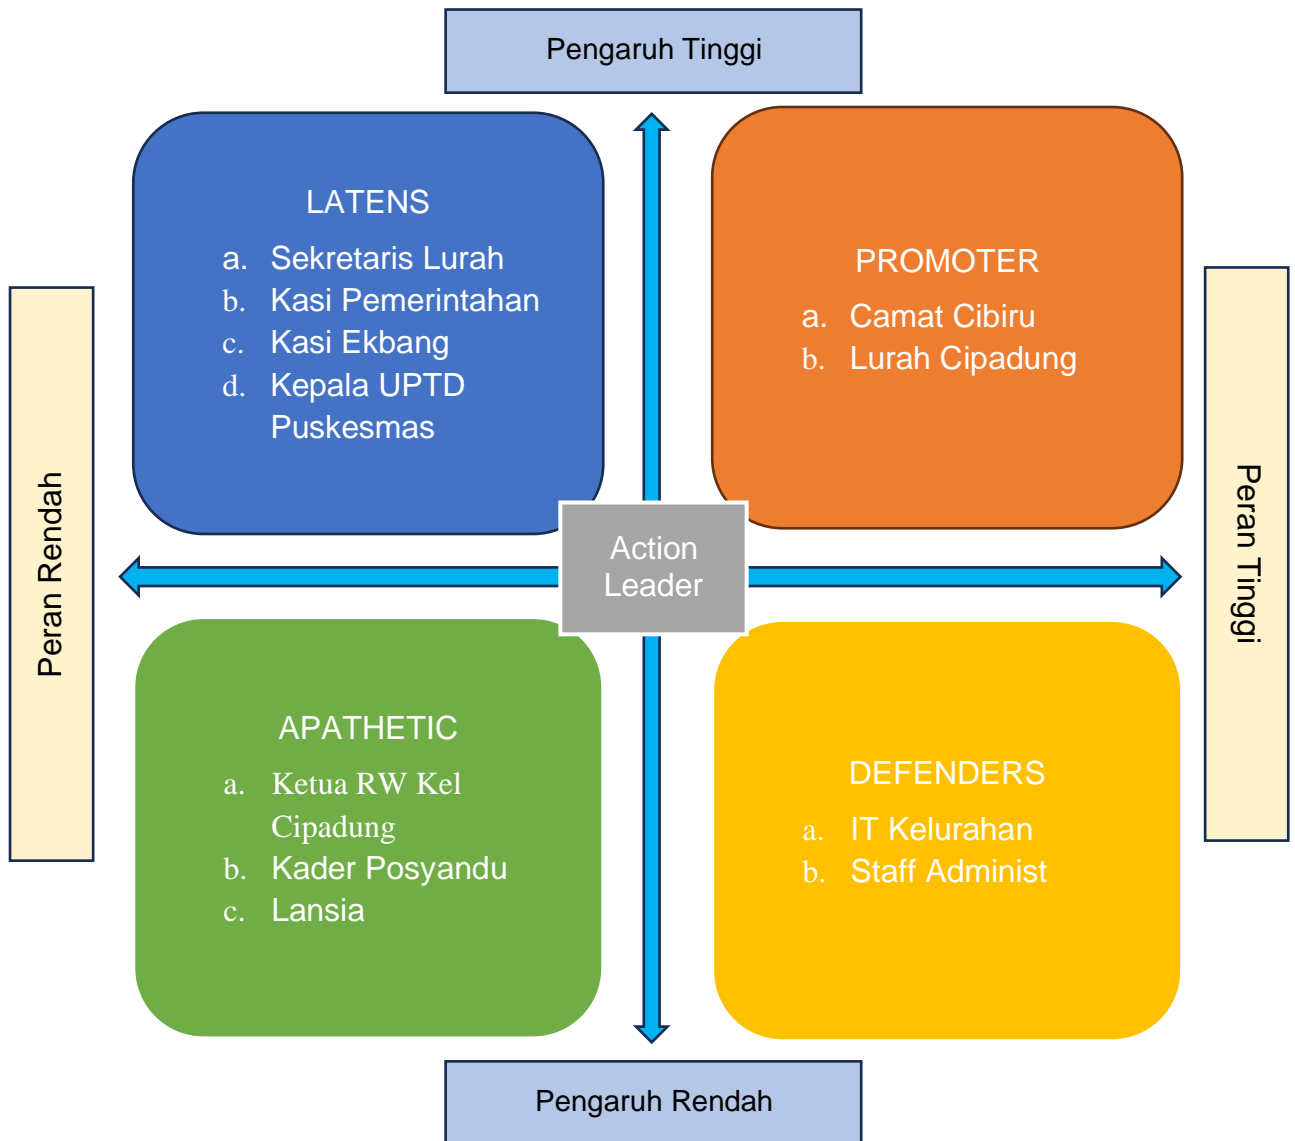 Pengaruh Tinggi
LATENS
a. Sekretaris Lurah
b. Kasi Pemerintahan
c. Kasi Ekbang
d. Kepala UPTD
Puskesmas
PROMOTER
a. Camat Cibiru
b. Lurah Cipadung
Peran Rendah
Action
Leader
Peran Tinggi
APATHETIC
a. Ketua RW Kel
Cipadung
b. Kader Posyandu
c. Lansia
DEFENDERS
a. IT Kelurahan
b. Staff Administ
Pengaruh Rendah